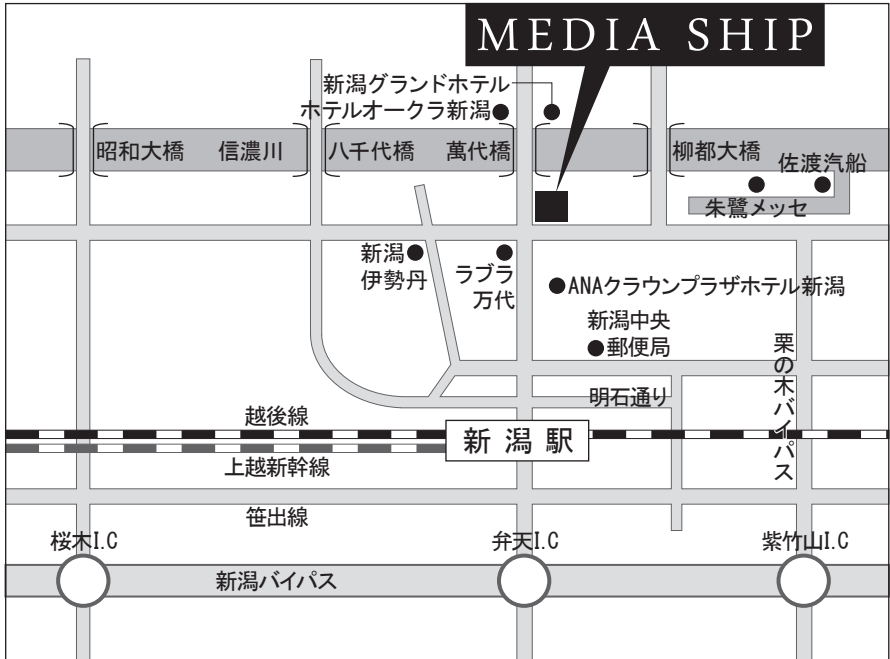 MEDIA SHIP
新潟グランドホテル
ホテルオークラ新潟
昭和大橋
信濃川
八千代橋
萬代橋
柳都大橋
佐渡汽船
朱鷺メッセ
新潟
伊勢丹
ラブラ
万代
ANAクラウンプラザホテル新潟
新潟中央
郵便局
栗の木バイパス
明石通り
越後線
新潟駅
上越新幹線
笹出線
桜木I.C
弁天I.C
紫竹山I.C
新潟バイパス